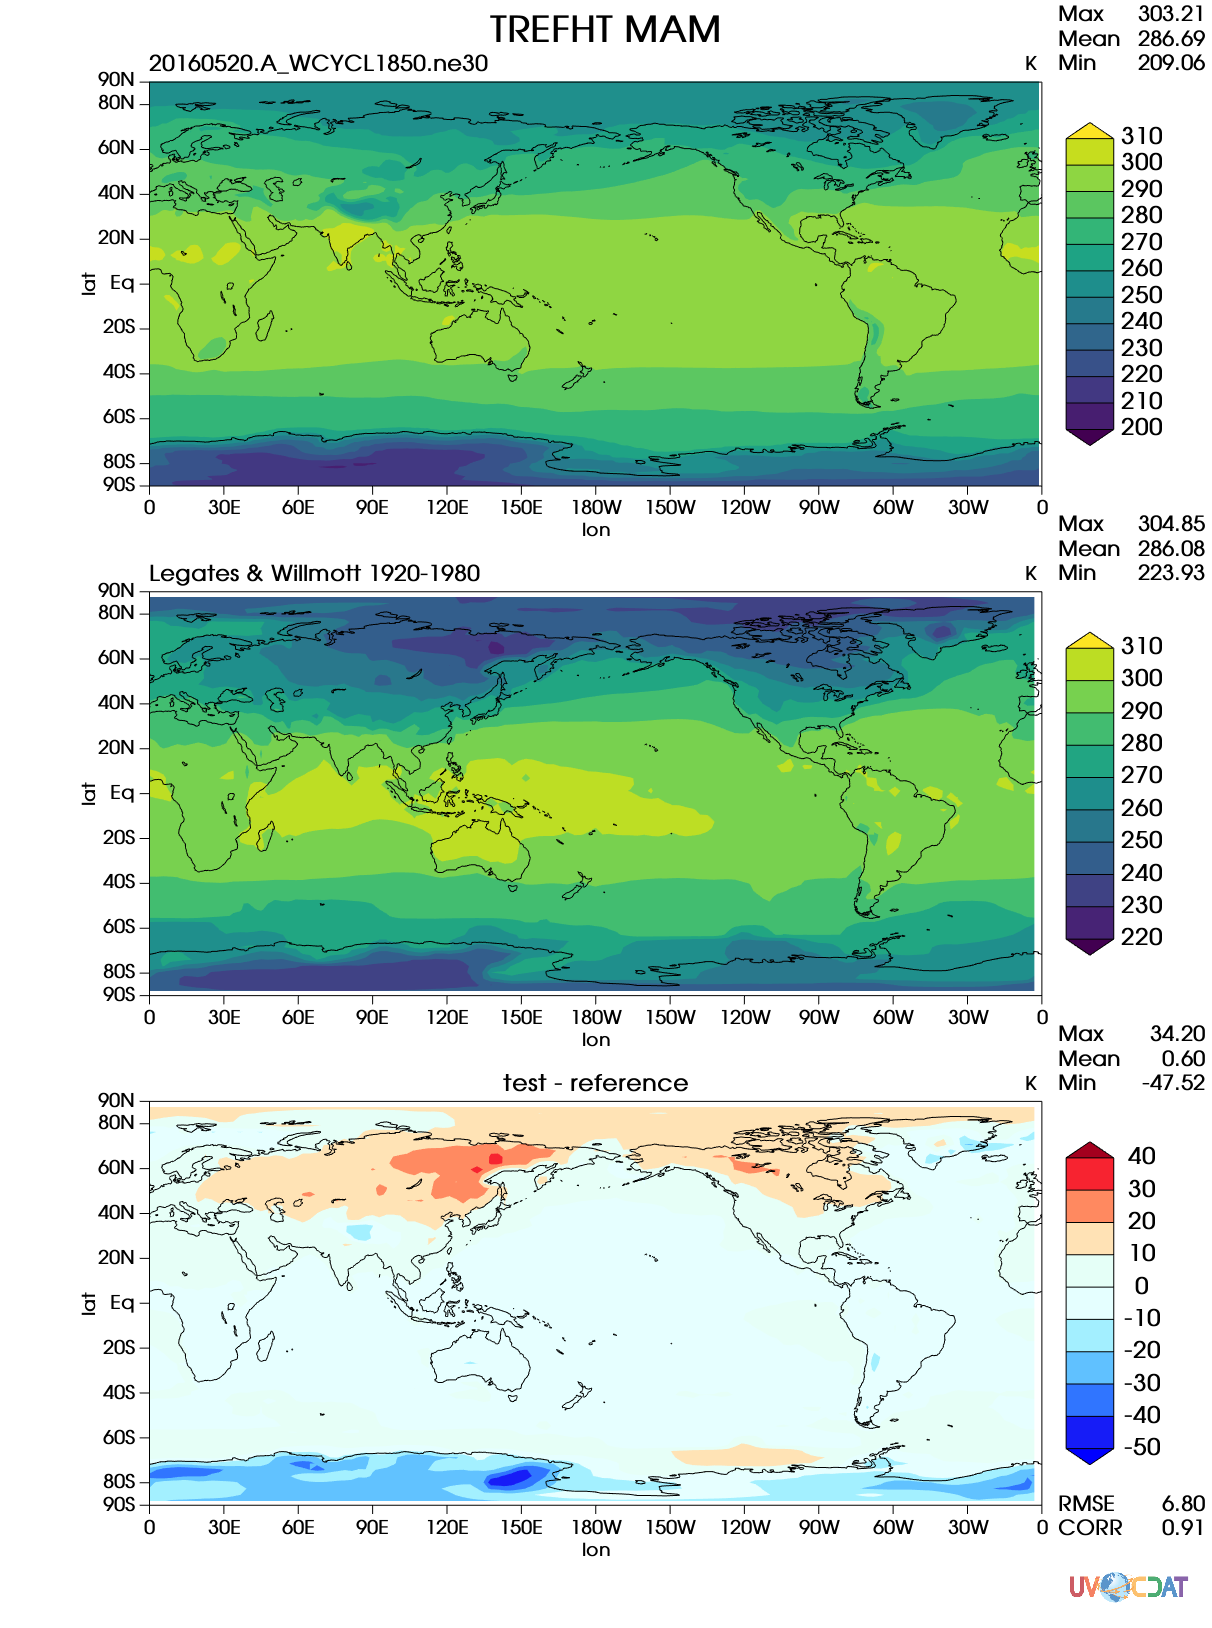 TREFHT MAM
20160520.A_WCYCL1850.ne30
K
Max 303.21
Mean 286.69
Min 209.06
90N
80N
60N
40N
20N
Eq
20S
40S
60S
80S
90S
lat
0 30E 60E 90E 120E 150E 180W 150W 120W 90W 60W 30W 0
lon
310
300
290
280
270
260
250
240
230
220
210
200
Legates & Willmott 1920-1980
K
Max 304.85
Mean 286.08
Min 223.93
90N
80N
60N
40N
20N
Eq
20S
40S
60S
80S
90S
lat
0 30E 60E 90E 120E 150E 180W 150W 120W 90W 60W 30W 0
lon
310
300
290
280
270
260
250
240
230
220
test - reference
K
Max 34.20
Mean 0.60
Min -47.52
90N
80N
60N
40N
20N
Eq
20S
40S
60S
80S
90S
lat
0 30E 60E 90E 120E 150E 180W 150W 120W 90W 60W 30W 0
lon
40
30
20
10
0
-10
-20
-30
-40
-50
RMSE 6.80
CORR 0.91
UV CDAT